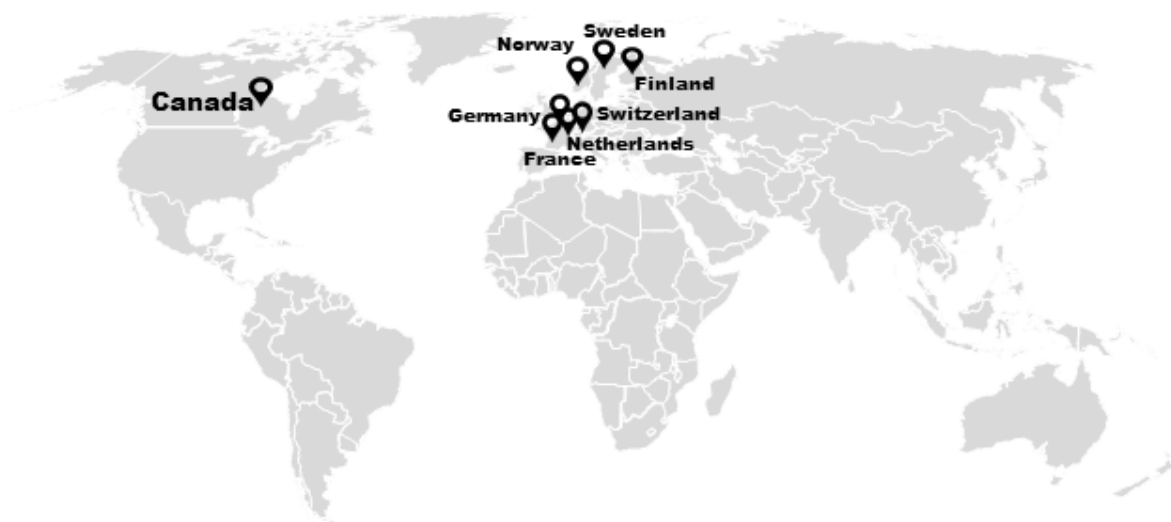 Sweden
Norway
Finland
Canada
Germany
Switzerland
Netherlands
France